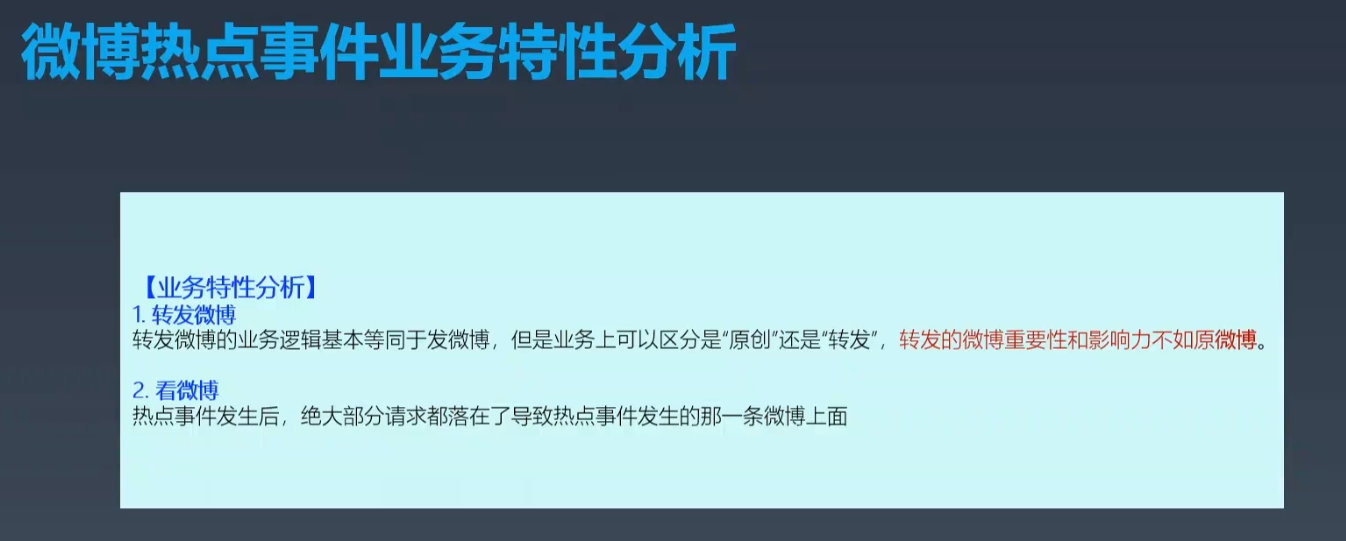 微博热点事件业务特性分析
【业务特性分析】
1. 转发微博
转发微博的业务逻辑基本等同于发微博，但是业务上可以区分是“原创”还是“转发”，转发的微博重要性和影响力不如原微博。
2. 看微博
热点事件发生后，绝大部分请求都落在了导致热点事件发生的那一条微博上面